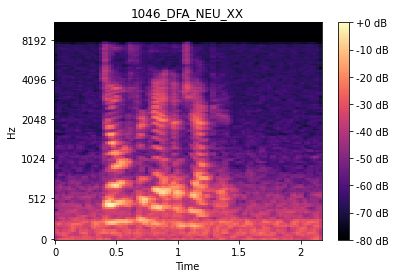 1046_DFA_NEU_XX
+0 dB
8192
-10 dB
4096
-20 dB
-30 dB
2048
Hz
-40 dB
1024
-50 dB
512
-60 dB
-70 dB
0
-80 dB
0
0.5
1
1.5
2
Time